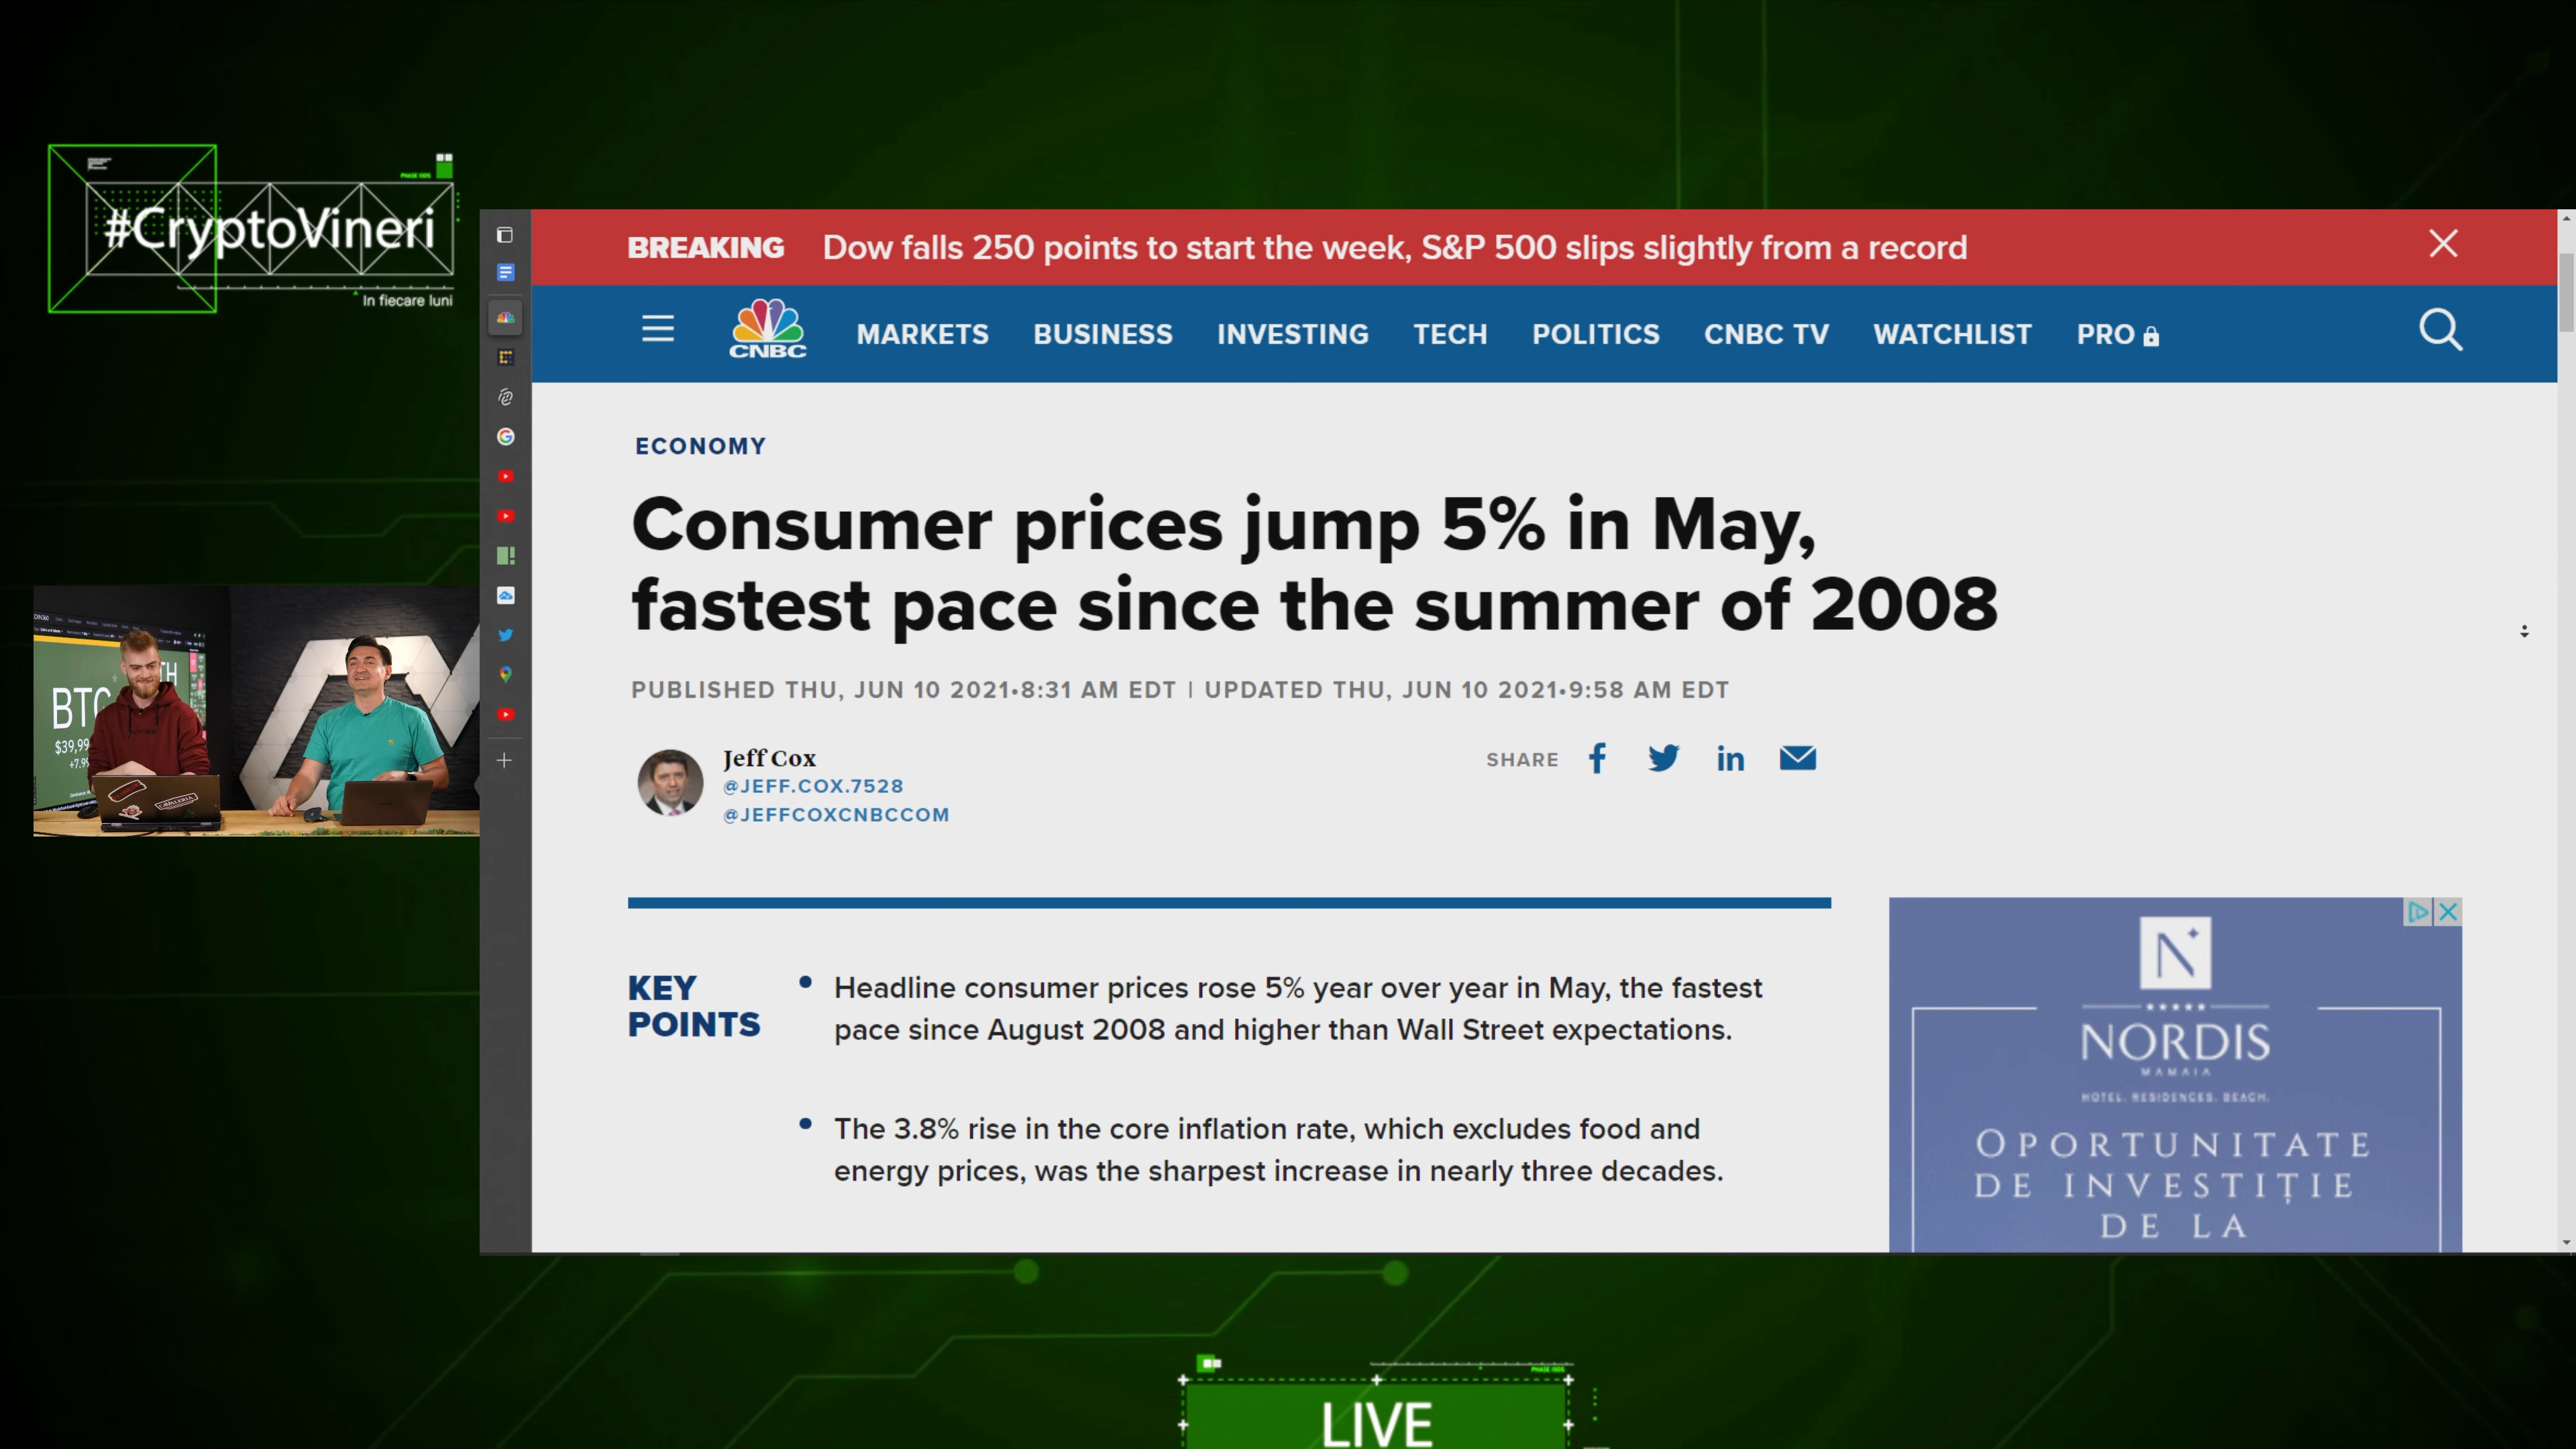 #CryptoVineri
In fiecare luni
BREAKING Dow falls 250 points to start the week, S&P 500 slips slightly from a record
CNBC
MARKETS BUSINESS INVESTING TECH POLITICS CNBC TV WATCHLIST PRO
ECONOMY
Consumer prices jump 5% in May,
fastest pace since the summer of 2008
PUBLISHED THU, JUN 10 2021•8:31 AM EDT | UPDATED THU, JUN 10 2021•9:58 AM EDT
Jeff Cox
@JEFF.COX.7528
@JEFFCOXCNBCCOM
SHARE
BTC
$39,99
+7.9
KEY
POINTS
Headline consumer prices rose 5% year over year in May, the fastest
pace since August 2008 and higher than Wall Street expectations.
The 3.8% rise in the core inflation rate, which excludes food and
energy prices, was the sharpest increase in nearly three decades.
N
NORDIS
MAMAIA
HOTEL. RESIDENCES. BEACH.
OPORTUNITATE
DE INVESTIȚIE
DE LA
LIVE